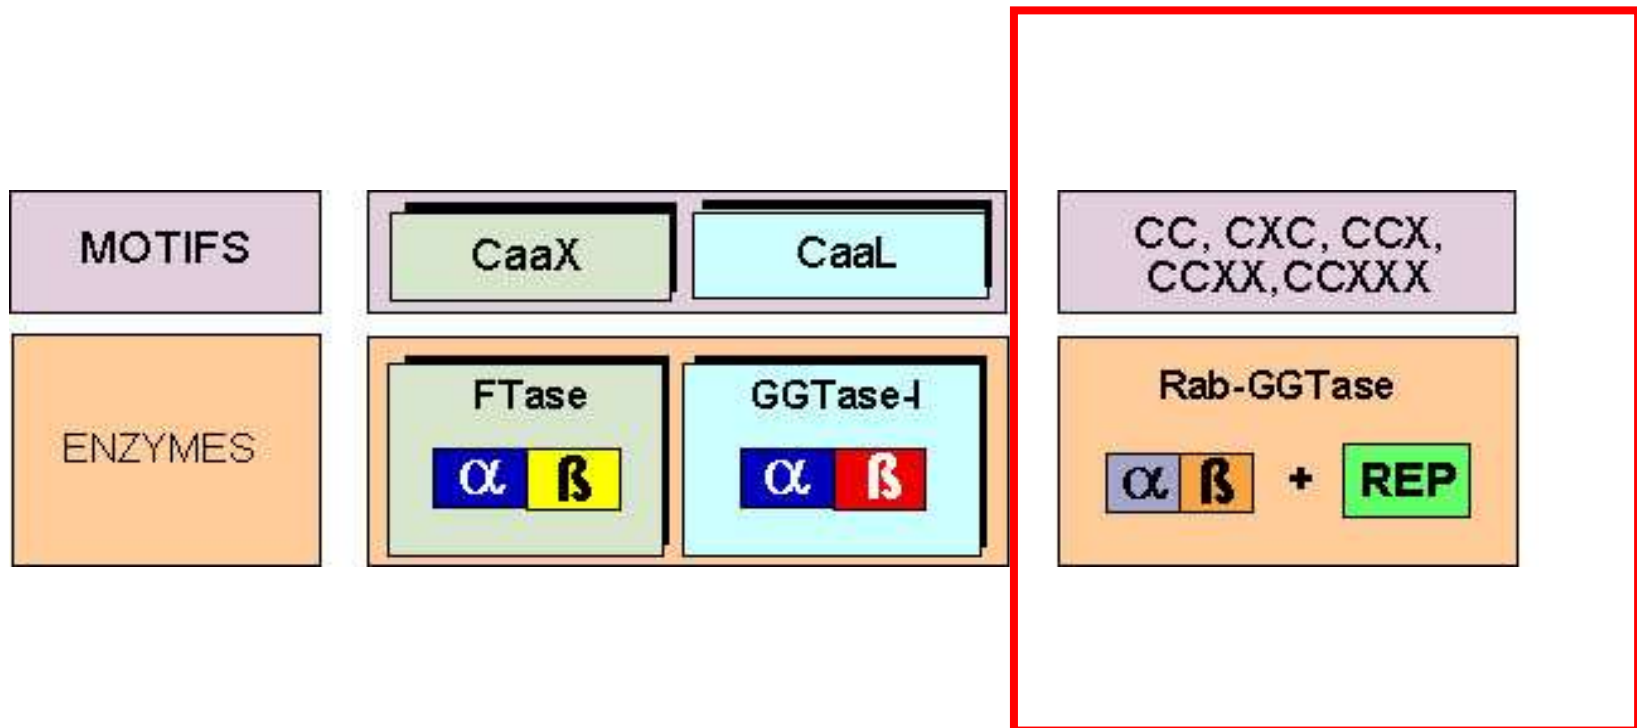 MOTIFS
CaaX
CaaL
CC, CXC, CCX,
CCXX,CCXXX
ENZYMES
FTase
α ß
GGTase-I
α ß
Rab-GGTase
α ß + REP